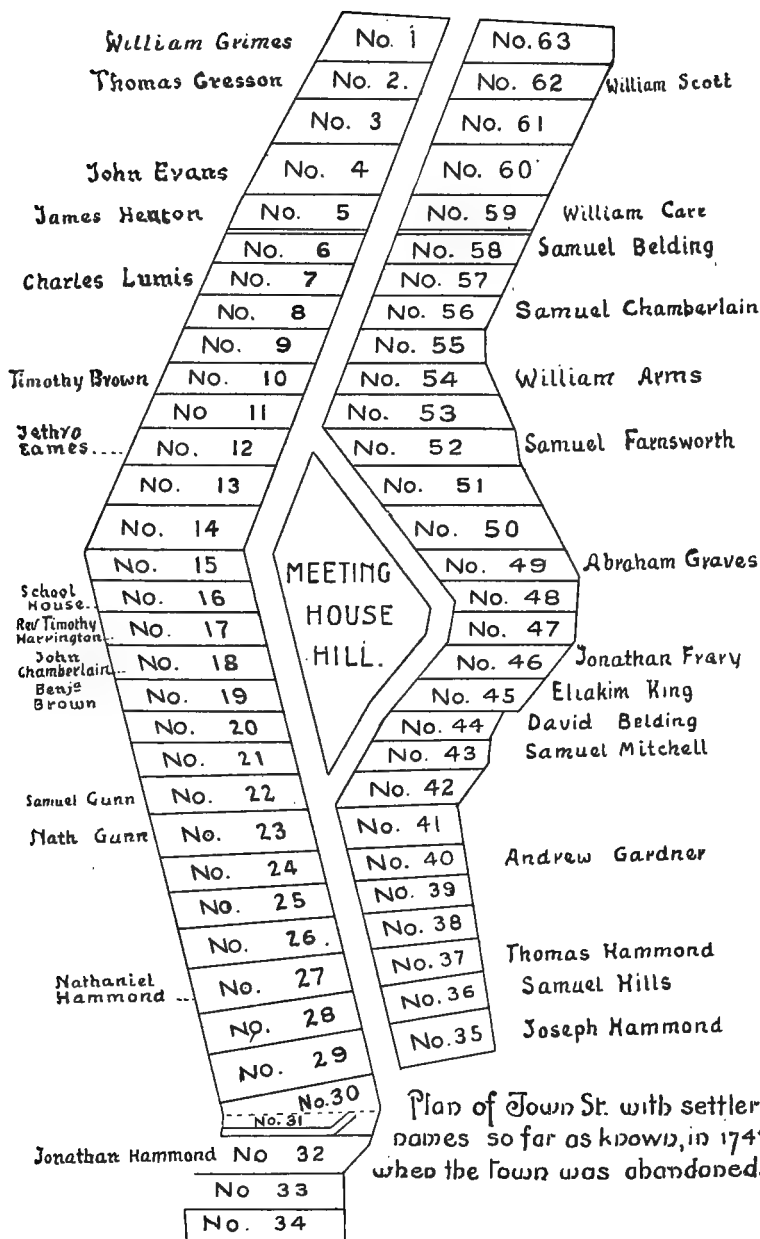 William Grimes No. 1 No. 63
Thomas Gresson No. 2. No. 62 William Scott
No. 3 No. 61
John Evans No. 4 No. 60
James Heaton No. 5 No. 59 William Carr
No. 6 No. 58 Samuel Belding
Charles Lumis No. 7 No. 57
No. 8 No. 56 Samuel Chamberlain
No. 9 No. 55
Timothy Brown No. 10 No. 54 William Arms
No 11 No. 53
Jethro
Eames.... No. 12 No. 52 Samuel Farnsworth
No. 13 No. 51
No. 14 No. 50
No. 15 No. 49 Abraham Graves
MEETING
HOUSE
HILL.
School
House... No. 16 No. 48
Rev Timothy
Harrington... No. 17 No. 47
John
Chamberlain... No. 18 No. 46 Jonathan Frary
Benja
Brown No. 19 No. 45 Eliakim King
No. 20 No. 44 David Belding
No. 21 No. 43 Samuel Mitchell
Samuel Gunn No. 22 No. 42
Nath Gunn No. 23 No. 41
No. 24 No. 40 Andrew Gardner
No. 25 No. 39
No. 26. No. 38
Nathaniel
Hammond ... No. 27 No. 37 Thomas Hammond
No. 28 No. 36 Samuel Hills
No. 29 No. 35 Joseph Hammond
No. 30
No. 31
Jonathan Hammond No 32
No 33
No. 34
Plan of Town St. with settler
names so far as known, in 174
when the town was abandoned.